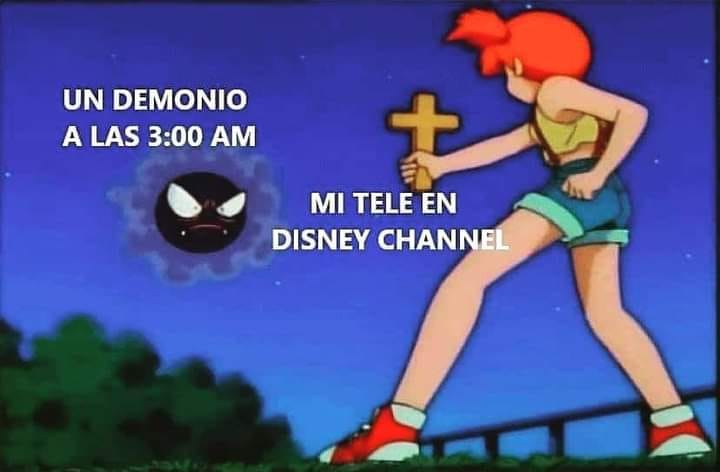 UN DEMONIO
A LAS 3:00 AM
MI TELE EN
DISNEY CHANNEL